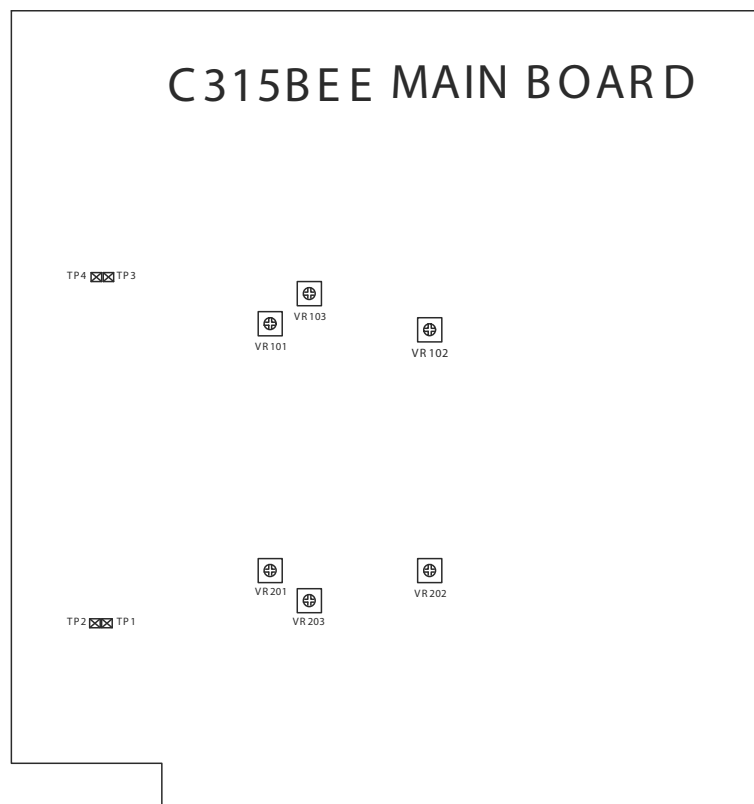 C315BEE MAIN BOARD
TP4 TP3
VR103
VR101
VR102
VR201
VR202
VR203
TP2 TP1